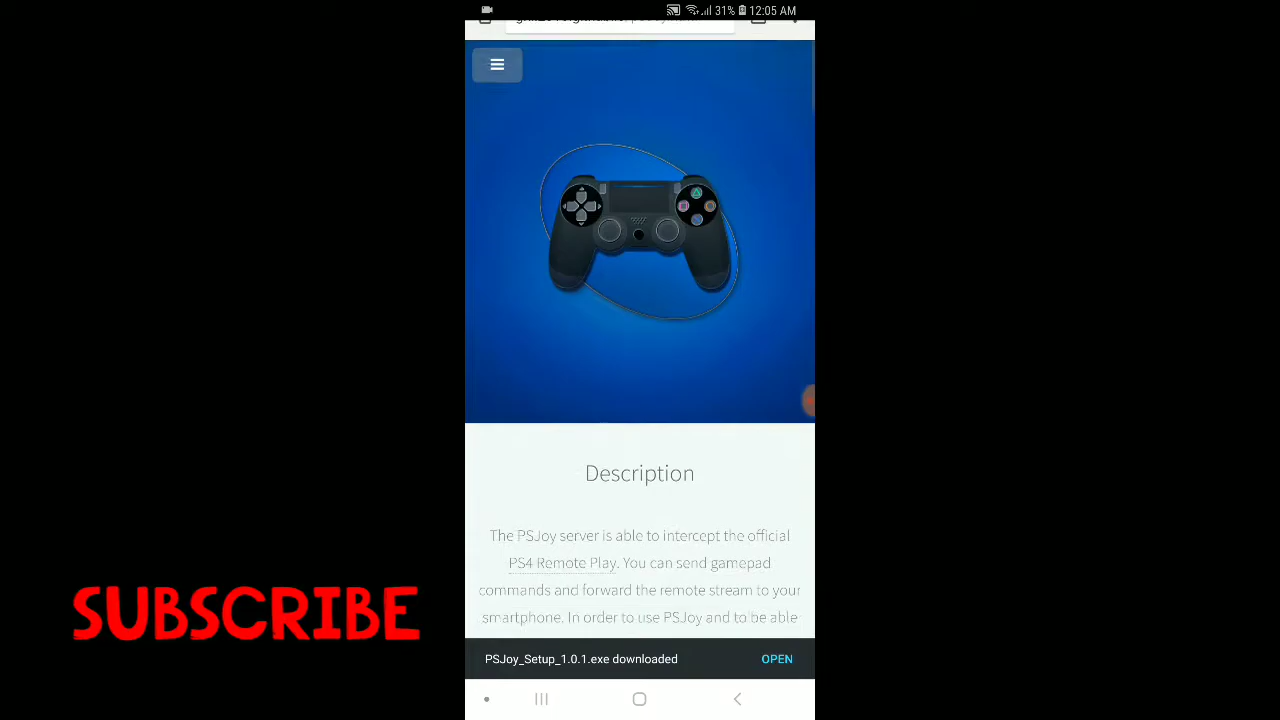 31% 12:05 AM
Description
The PSJoy server is able to intercept the official
PS4 Remote Play. You can send gamepad
commands and forward the remote stream to your
smartphone. In order to use PSJoy and to be able
SUBSCRIBE
PSJoy_Setup_1.0.1.exe downloaded OPEN